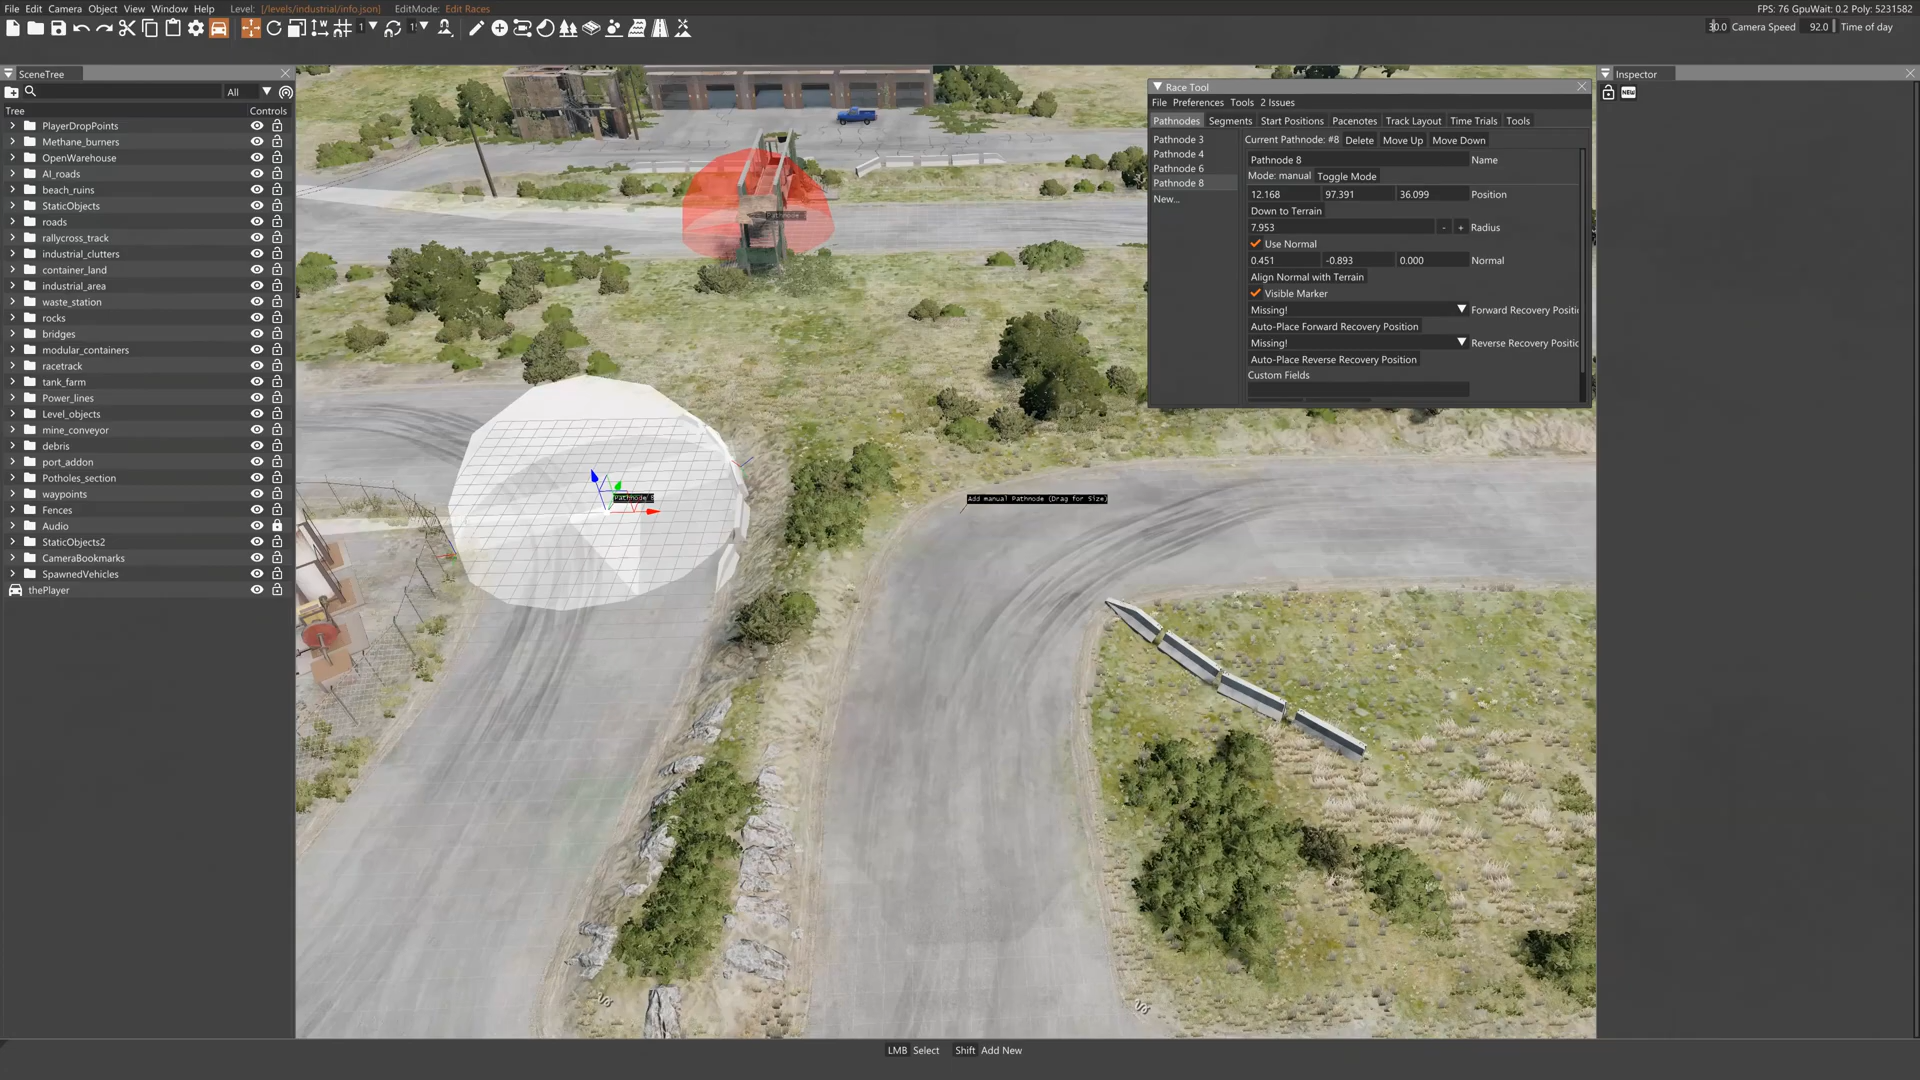 File Edit Camera Object View Window Help Level: [/levels/industrial/info.json] EditMode: Edit Races
FPS: 76 GpuWait: 0.2 Poly: 5231582
30.0 Camera Speed 92.0 Time of day
SceneTree
All
Tree Controls
PlayerDropPoints
Methane_burners
OpenWarehouse
AI_roads
beach_ruins
StaticObjects
roads
rallycross_track
industrial_clutters
container_land
industrial_area
waste_station
rocks
bridges
modular_containers
racetrack
tank_farm
Power_lines
Level_objects
mine_conveyor
debris
port_addon
Potholes_section
waypoints
Fences
Audio
StaticObjects2
CameraBookmarks
SpawnedVehicles
thePlayer
Pathnode 8
Add manual Pathnode (Drag for Size)
Race Tool
File Preferences Tools 2 Issues
Pathnodes Segments Start Positions Pacenotes Track Layout Time Trials Tools
Pathnode 3
Pathnode 4
Pathnode 6
Pathnode 8
New...
Current Pathnode: #8 Delete Move Up Move Down
Pathnode 8 Name
Mode: manual Toggle Mode
12.168 97.391 36.099 Position
Down to Terrain
7.953 - + Radius
Use Normal
0.451 -0.893 0.000 Normal
Align Normal with Terrain
Visible Marker
Missing! Forward Recovery Positi
Auto-Place Forward Recovery Position
Missing! Reverse Recovery Positic
Auto-Place Reverse Recovery Position
Custom Fields
Inspector
NEW
LMB Select Shift Add New